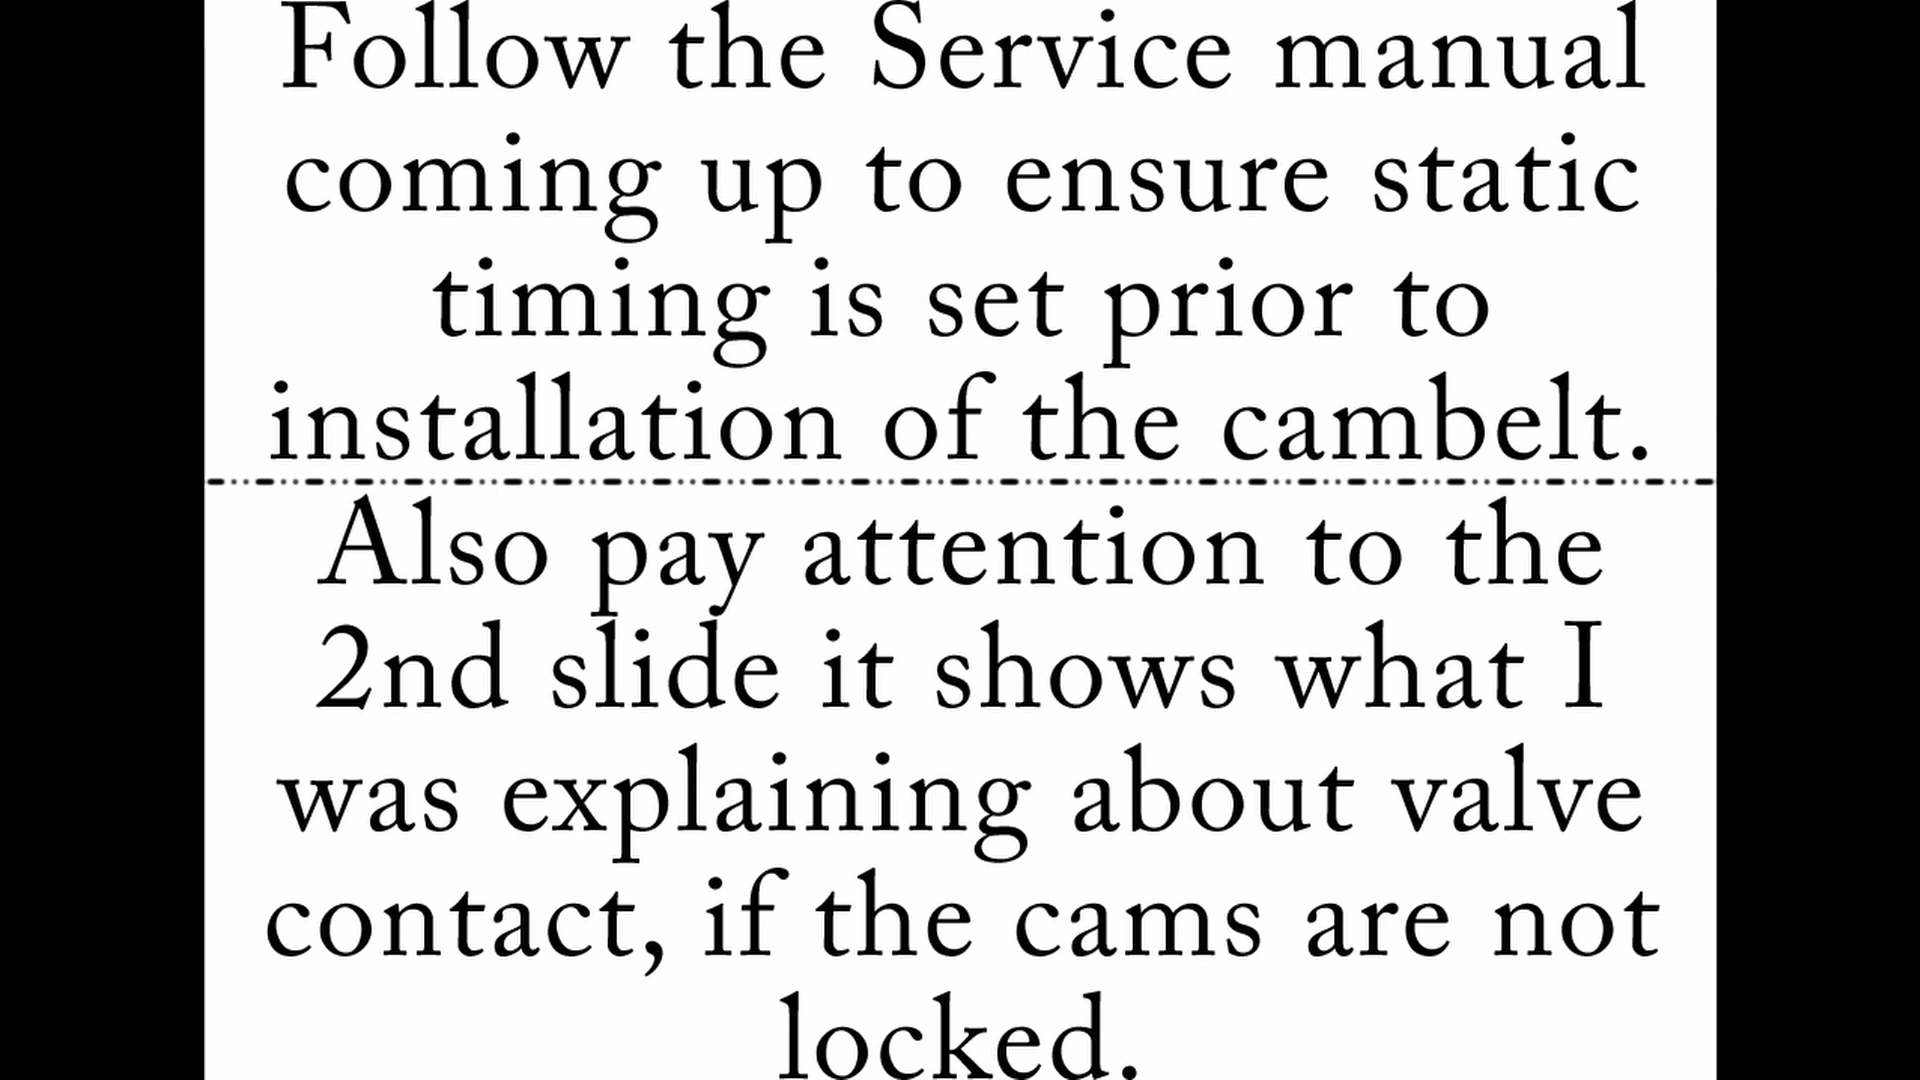 Follow the Service manual
coming up to ensure static
timing is set prior to
installation of the cambelt.
Also pay attention to the
2nd slide it shows what I
was explaining about valve
contact, if the cams are not
locked.